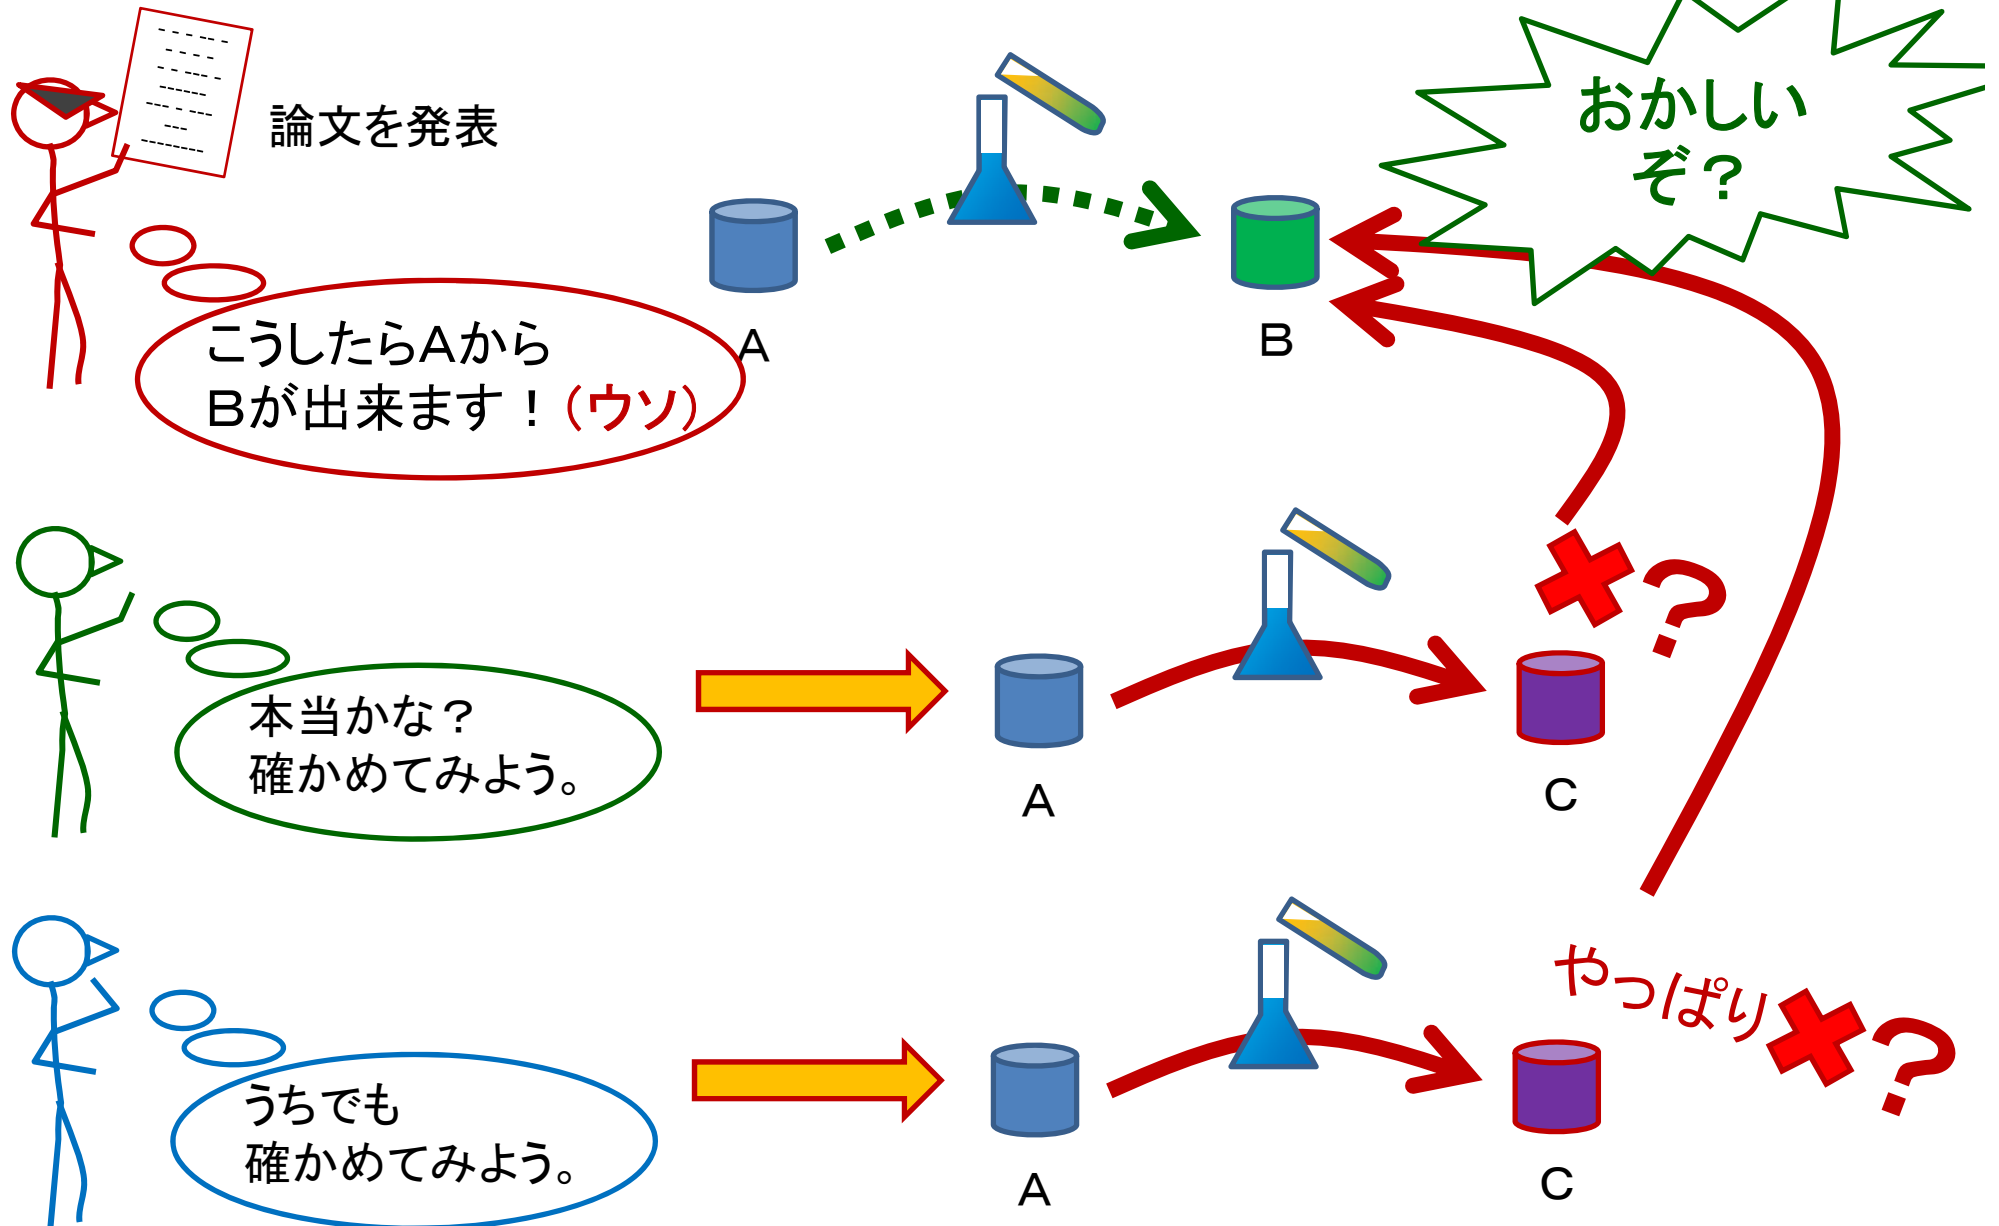 論文を発表
おかしい
ぞ？
A
B
こうしたらAから
Bが出来ます！（ウソ）
？
本当かな？
確かめてみよう。
A
C
やっぱり
？
うちでも
確かめてみよう。
A
C